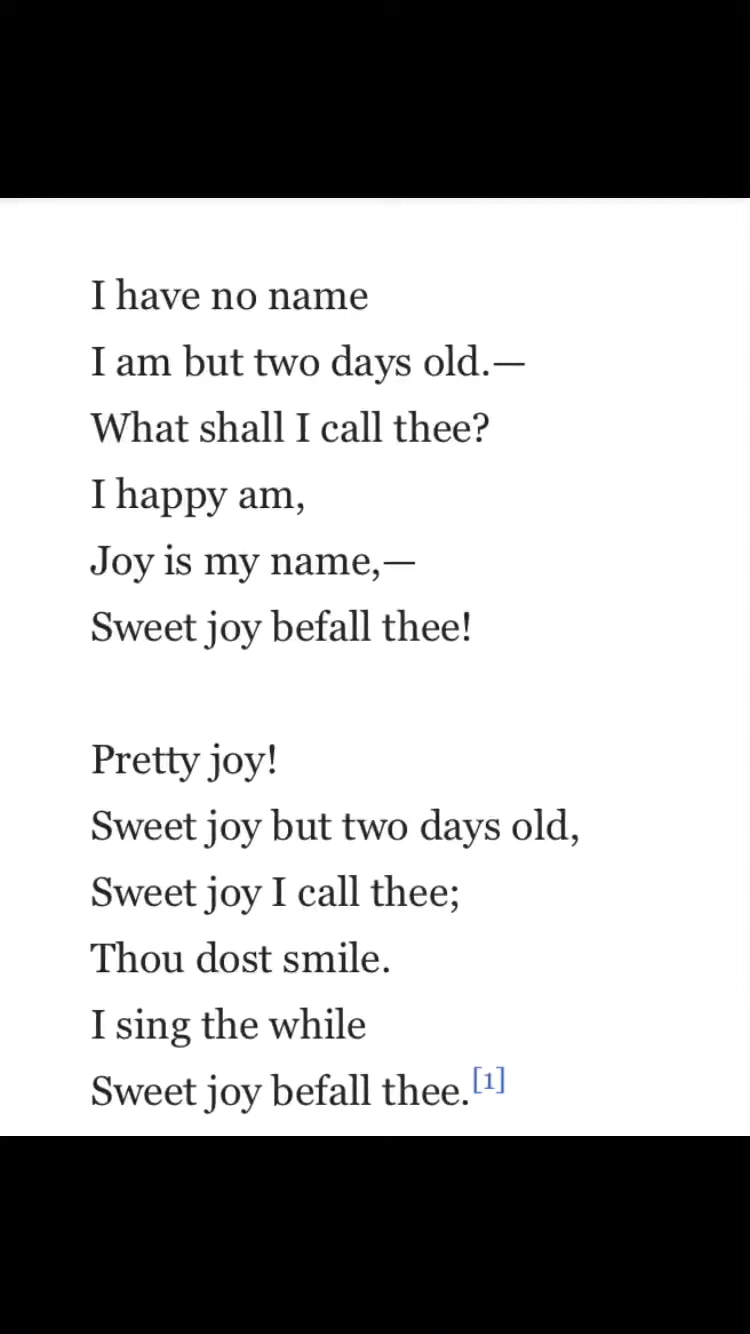 I have no name
I am but two days old.—
What shall I call thee?
I happy am,
Joy is my name,—
Sweet joy befall thee!

Pretty joy!
Sweet joy but two days old,
Sweet joy I call thee;
Thou dost smile.
I sing the while
Sweet joy befall thee.[1]